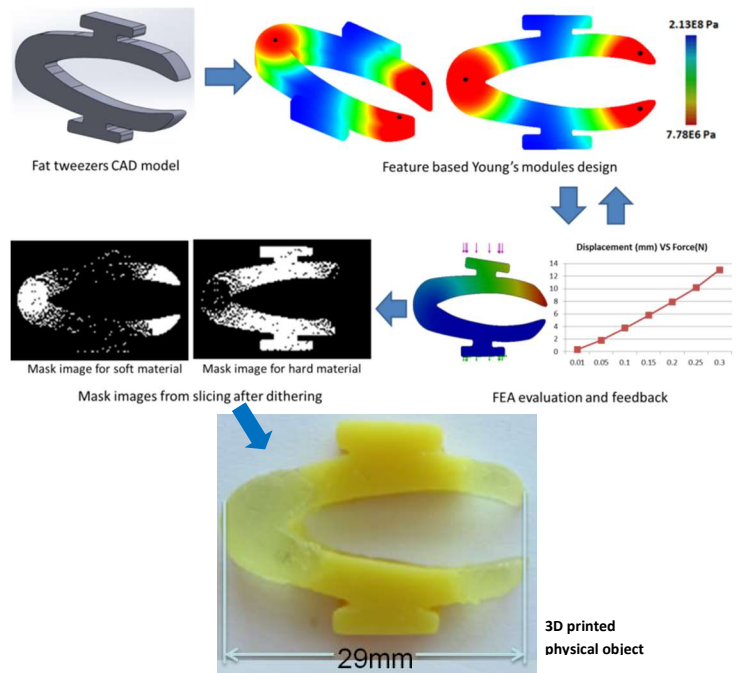 2.13E8 Pa
7.78E6 Pa
Fat tweezers CAD model
Feature based Young's modules design
Displacement (mm) VS Force(N)
14
12
10
8
6
4
2
0
0.01 0.05 0.1 0.15 0.2 0.25 0.3
Mask image for soft material
Mask image for hard material
Mask images from slicing after dithering
FEA evaluation and feedback
3D printed
physical object
29mm